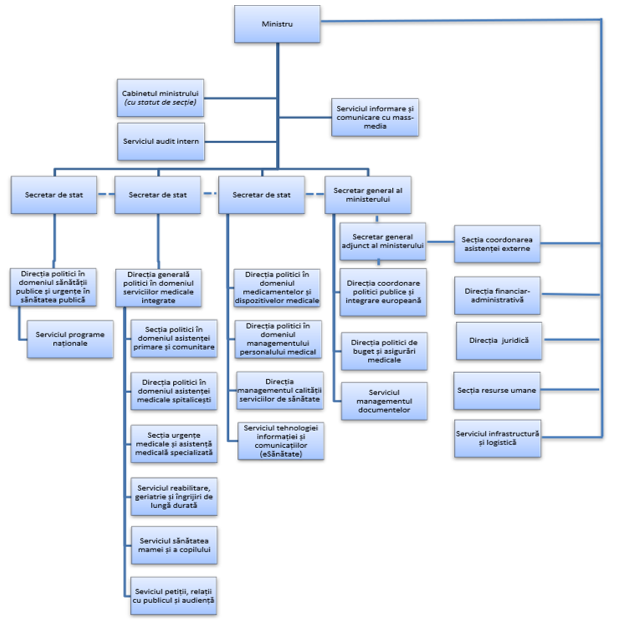 Ministru
Cabinetul ministrului
(cu statut de secție)
Serviciul informare și
comunicare cu mass-
media
Serviciul audit intern
Secretar de stat
Secretar de stat
Secretar de stat
Secretar general al
ministerului
Secretar general
adjunct al ministerului
Secția coordonarea
asistenței externe
Direcția politici în
domeniul sănătății
publice și urgențe în
sănătatea publică
Serviciul programe
naționale
Direcția generală
politici în domeniul
serviciilor medicale
integrate
Secția politici în
domeniul asistenței
primare și comunitare
Direcția politici în
domeniul asistenței
medicale spitalicești
Secția urgențe
medicale și asistență
medicală specializată
Serviciul reabilitare,
geriatrie și îngrijiri de
lungă durată
Serviciul sănătatea
mamei și a copilului
Seviciul petiții, relații
cu publicul și audiență
Direcția politici în
domeniul
medicamentelor și
dispozitivelor medicale
Direcția politici în
domeniul
managementului
personalului medical
Direcția
managementul calității
serviciilor de sănătate
Serviciul tehnologiei
informației și
comunicațiilor
(eSănătate)
Direcția coordonare
politici publice și
integrare europeană
Direcția politici de
buget și asigurări
medicale
Serviciul
managementul
documentelor
Direcția financiar-
administrativă
Direcția juridică
Secția resurse umane
Serviciul infrastructură
și logistică